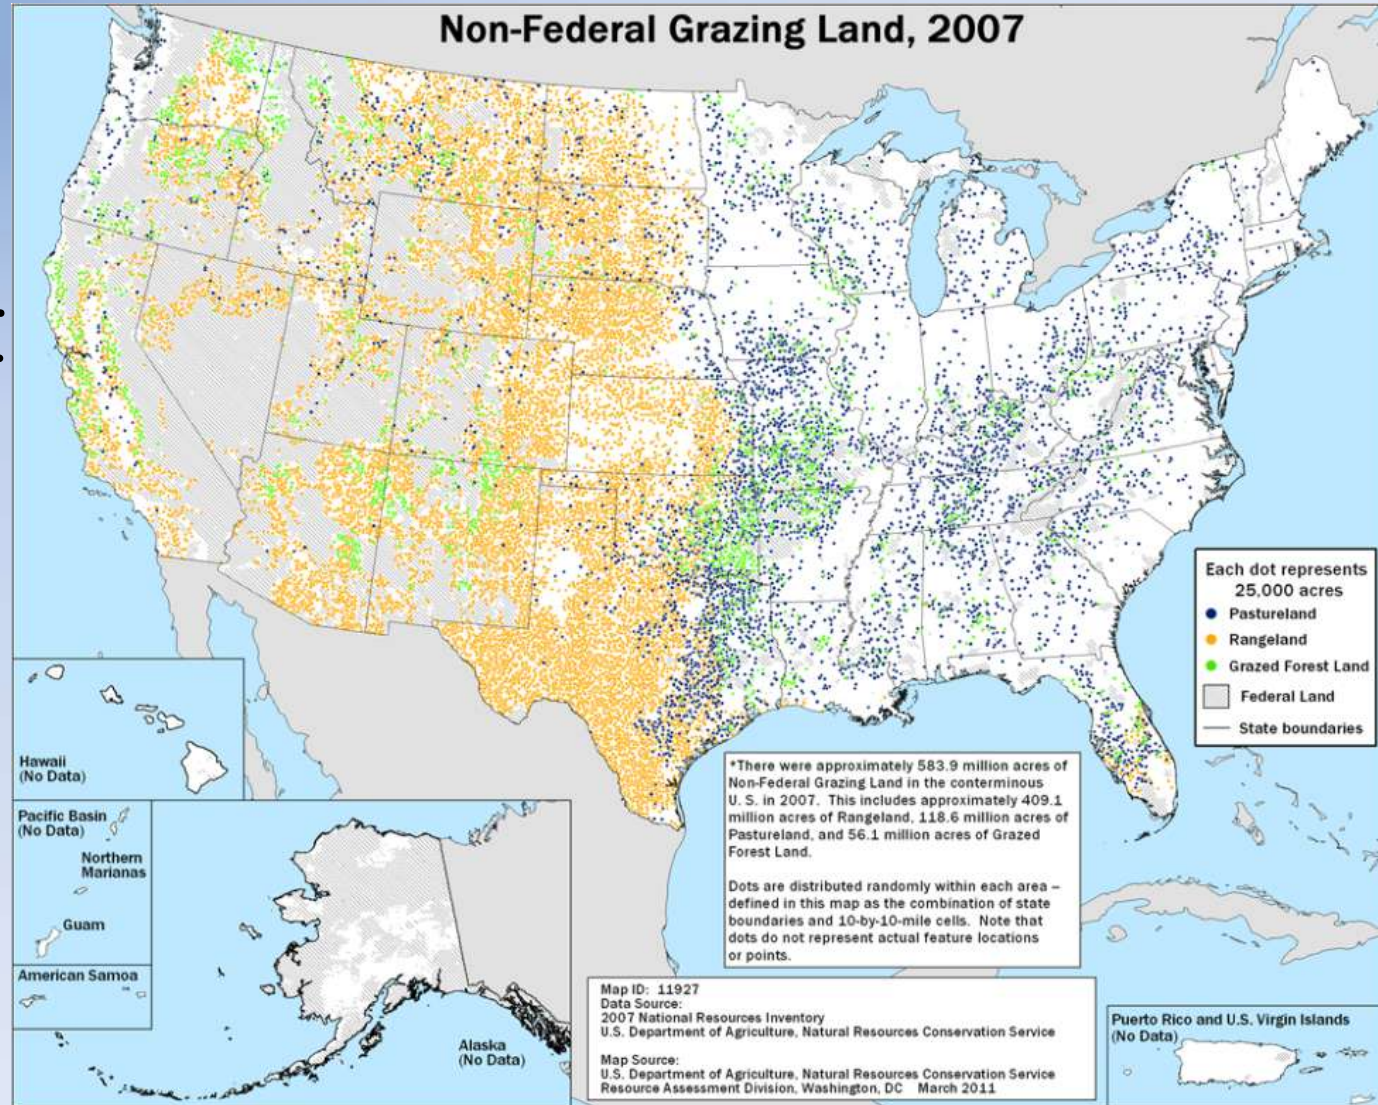 Non-Federal Grazing Land, 2007
Each dot represents
25,000 acres
Pastureland
Rangeland
Grazed Forest Land
Federal Land
State boundaries
Hawaii
(No Data)
Pacific Basin
(No Data)
Northern
Marianas
Guam
American Samoa
Alaska
(No Data)
*There were approximately 583.9 million acres of
Non-Federal Grazing Land in the conterminous
U. S. in 2007. This includes approximately 409.1
million acres of Rangeland, 118.6 million acres of
Pastureland, and 56.1 million acres of Grazed
Forest Land.
Dots are distributed randomly within each area –
defined in this map as the combination of state
boundaries and 10-by-10-mile cells. Note that
dots do not represent actual feature locations
or points.
Map ID: 11927
Data Source:
2007 National Resources Inventory
U.S. Department of Agriculture, Natural Resources Conservation Service
Map Source:
U.S. Department of Agriculture, Natural Resources Conservation Service
Resource Assessment Division, Washington, DC March 2011
Puerto Rico and U.S. Virgin Islands
(No Data)